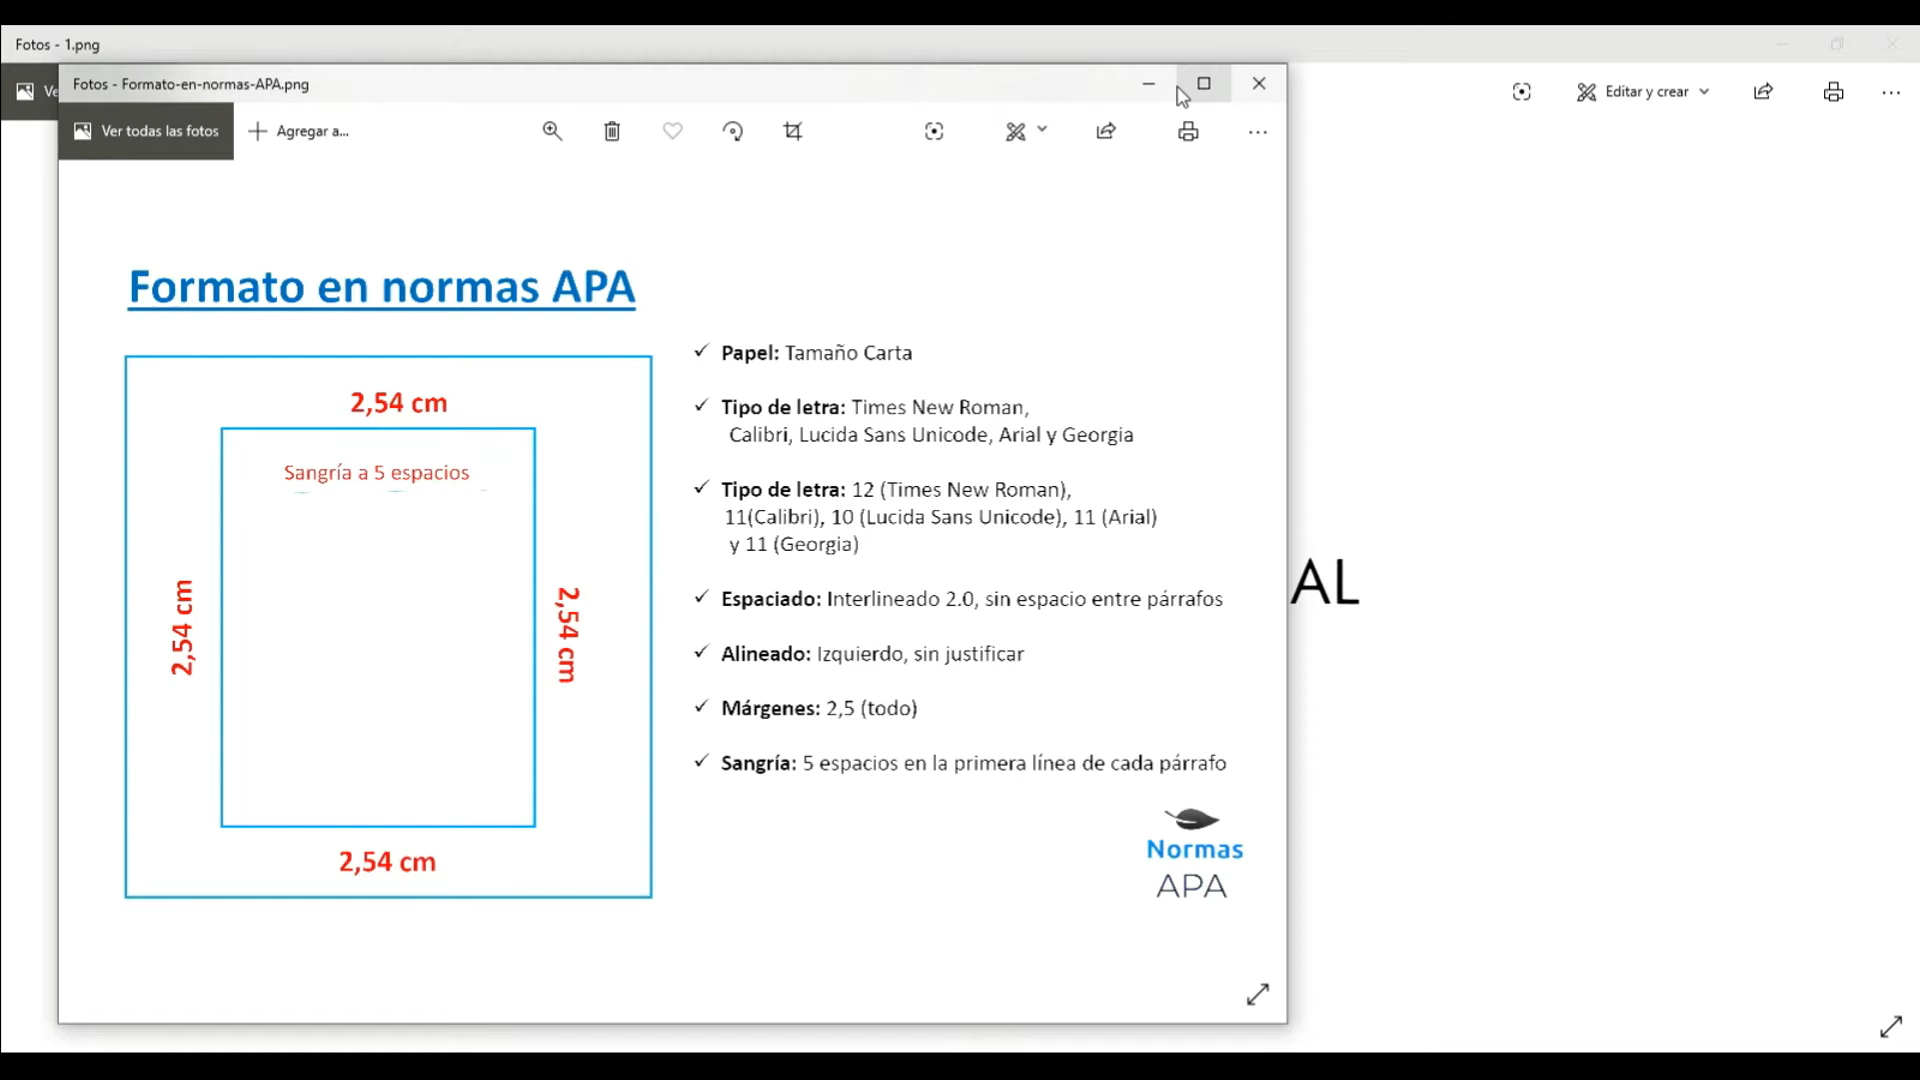 Fotos - 1.png
Ve
Editar y crear
Fotos - Formato-en-normas-APA.png
Ver todas las fotos
Agregar a...
Formato en normas APA
2,54 cm
Sangría a 5 espacios
2,54 cm
2,54 cm
2,54 cm
Papel: Tamaño Carta
Tipo de letra: Times New Roman,
Calibri, Lucida Sans Unicode, Arial y Georgia
Tipo de letra: 12 (Times New Roman),
11(Calibri), 10 (Lucida Sans Unicode), 11 (Arial)
y 11 (Georgia)
Espaciado: Interlineado 2.0, sin espacio entre párrafos
Alineado: Izquierdo, sin justificar
Márgenes: 2,5 (todo)
Sangría: 5 espacios en la primera línea de cada párrafo
Normas
APA
AL